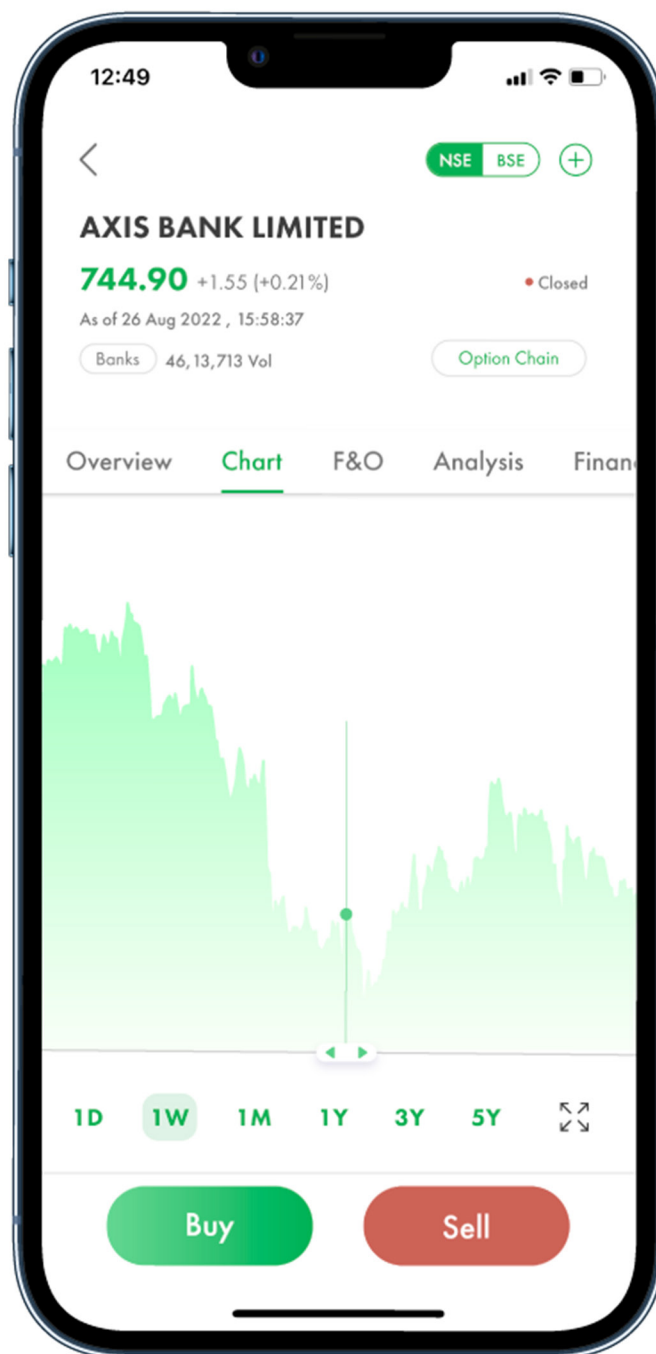 12:49
NSE BSE
AXIS BANK LIMITED
744.90 +1.55 (+0.21%)
Closed
As of 26 Aug 2022 , 15:58:37
Banks 46,13,713 Vol
Option Chain
Overview Chart F&O Analysis Finan
1D 1W 1M 1Y 3Y 5Y
Buy Sell